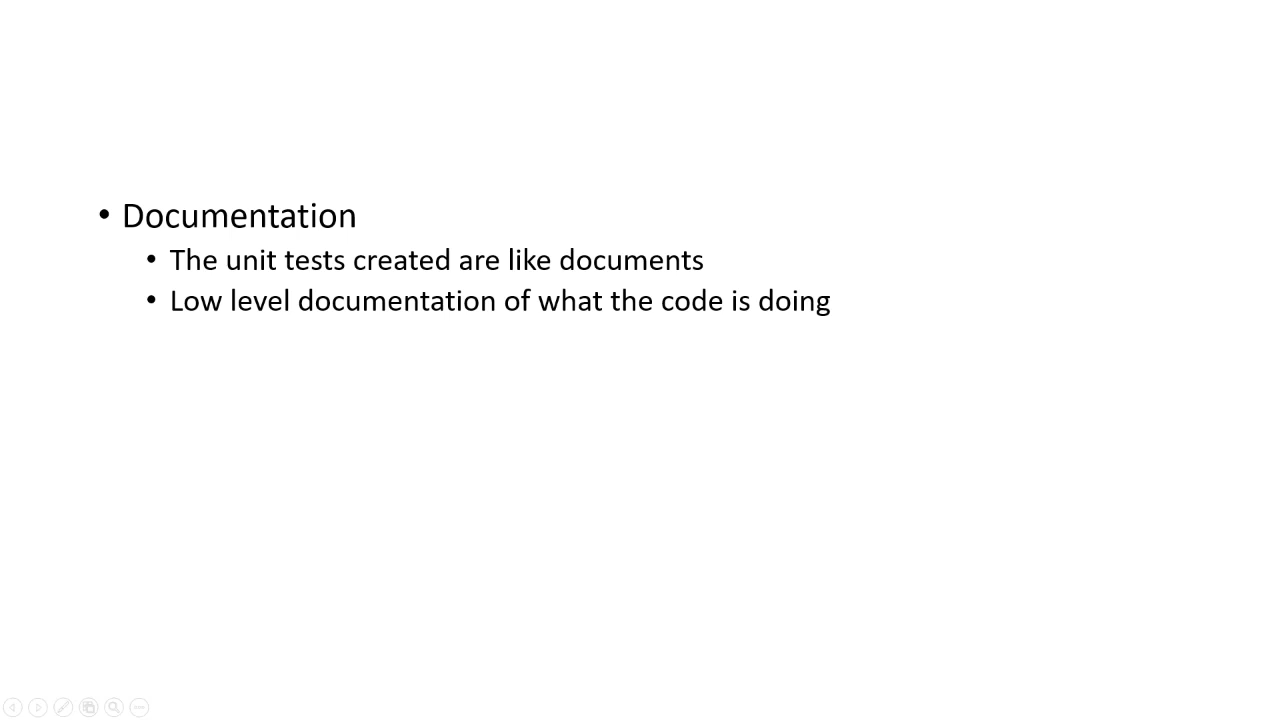 • Documentation
• The unit tests created are like documents
• Low level documentation of what the code is doing